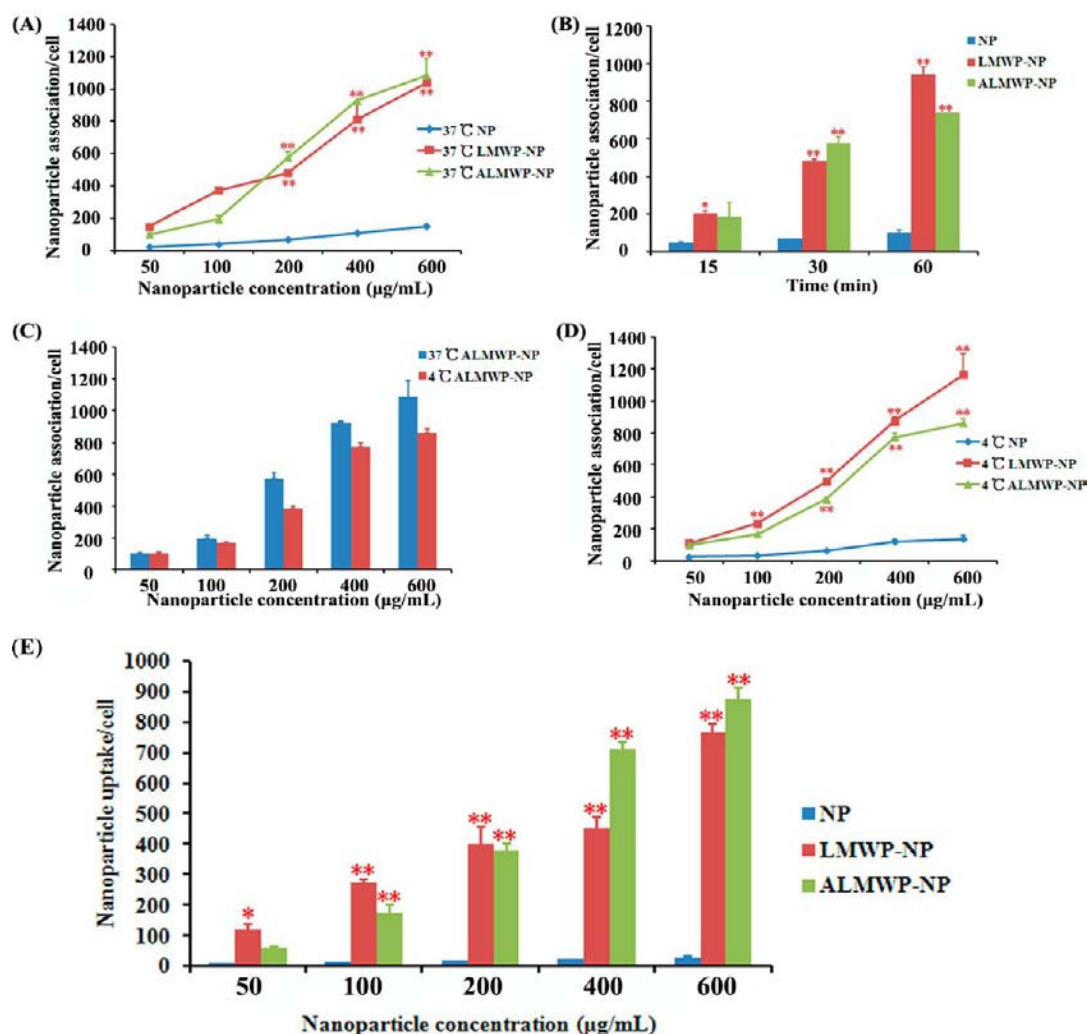 (A)
Nanoparticle association/cell
1400
1200
1000
800
600
400
200
0
**
**
**
**
**
**
37℃ NP
37℃ LMWP-NP
37℃ ALMWP-NP
50 100 200 400 600
Nanoparticle concentration (µg/mL)
(B)
Nanoparticle association/cell
1200
1000
800
600
400
200
0
*
**
**
**
**
NP
LMWP-NP
ALMWP-NP
15 30 60
Time (min)
(C)
Nanoparticle association/cell
1400
1200
1000
800
600
400
200
0
37℃ ALMWP-NP
4℃ ALMWP-NP
50 100 200 400 600
Nanoparticle concentration (µg/mL)
(D)
Nanoparticle association/cell
1400
1200
1000
800
600
400
200
0
**
**
**
**
**
**
**
4℃ NP
4℃ LMWP-NP
4℃ ALMWP-NP
50 100 200 400 600
Nanoparticle concentration (µg/mL)
(E)
Nanoparticle uptake/cell
1000
900
800
700
600
500
400
300
200
100
0
*
**
**
**
**
**
**
**
**
NP
LMWP-NP
ALMWP-NP
50 100 200 400 600
Nanoparticle concentration (µg/mL)